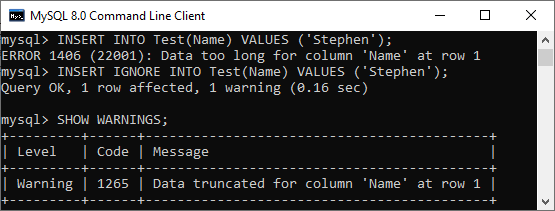 MySQL 8.0 Command Line Client
mysql> INSERT INTO Test(Name) VALUES ('Stephen');
ERROR 1406 (22001): Data too long for column 'Name' at row 1
mysql> INSERT IGNORE INTO Test(Name) VALUES ('Stephen');
Query OK, 1 row affected, 1 warning (0.16 sec)
mysql> SHOW WARNINGS;
+---------+------+-------------------------------------------+
| Level   | Code | Message                                   |
+---------+------+-------------------------------------------+
| Warning | 1265 | Data truncated for column 'Name' at row 1 |
+---------+------+-------------------------------------------+